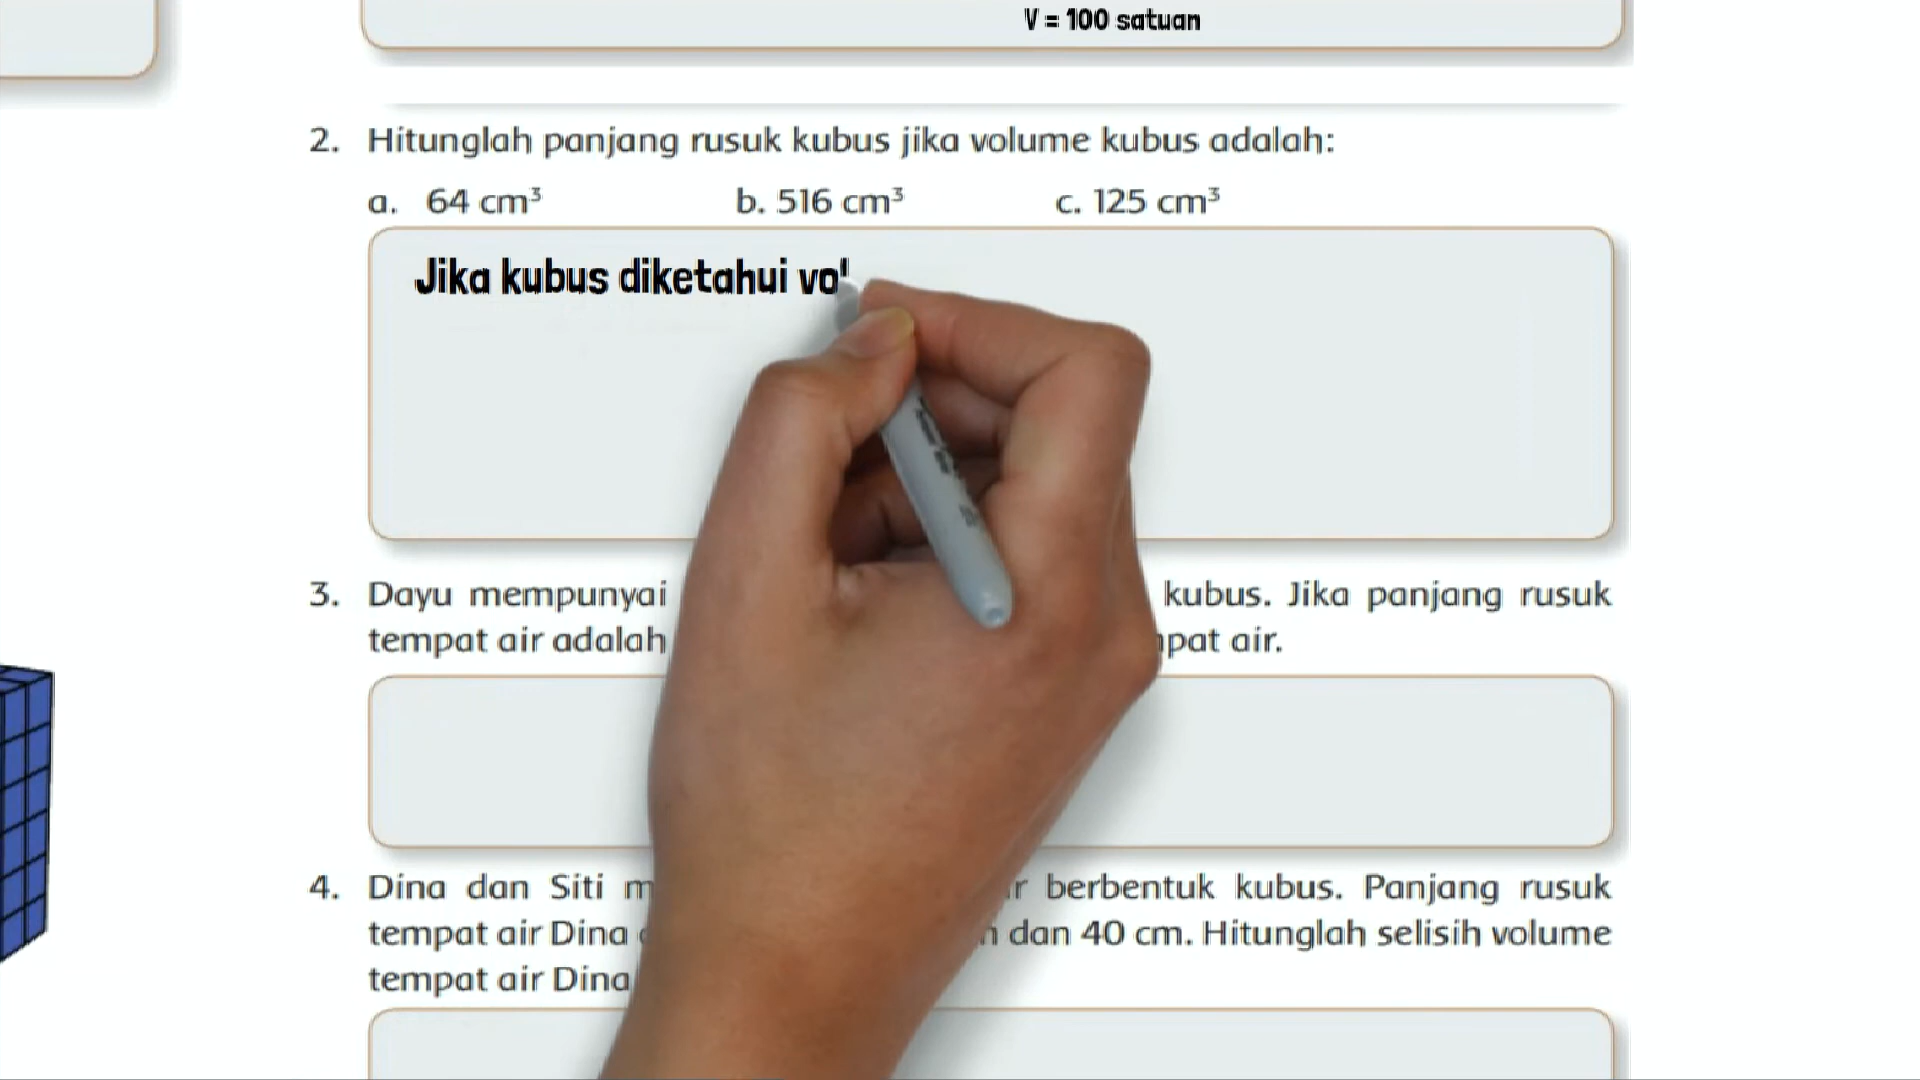 V = 100 satuan
2. Hitunglah panjang rusuk kubus jika volume kubus adalah:
a. 64 cm³ b. 516 cm³ c. 125 cm³
Jika kubus diketahui
3. Dayu mempunyai kubus. Jika panjang rusuk
tempat air adalah air.
4. Dina dan Siti berbentuk kubus. Panjang rusuk
tempat air Dina dan 40 cm. Hitunglah selisih volume
tempat air Dina